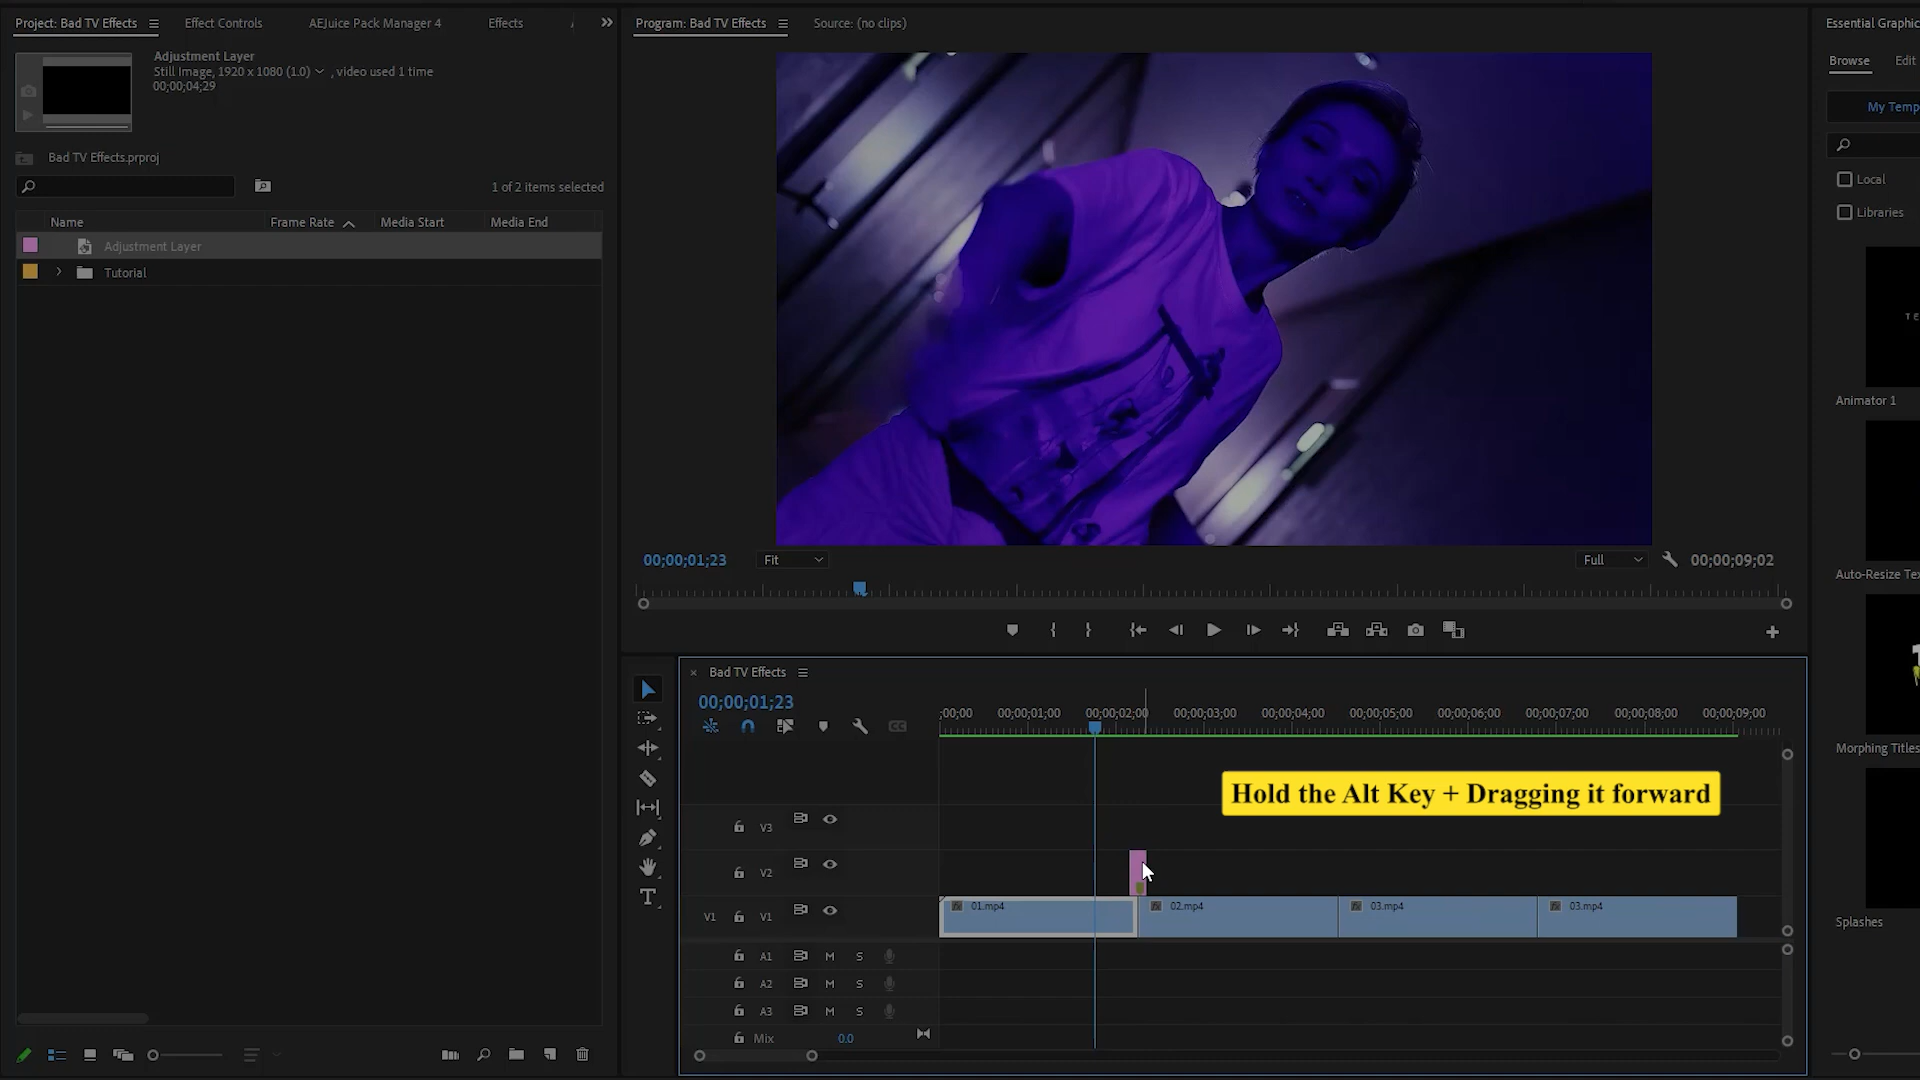 Project: Bad TV Effects
Effect Controls
AEJuice Pack Manager 4
Effects
Adjustment Layer
Still Image, 1920 x 1080 (1.0) , video used 1 time
00;00;04;29
Bad TV Effects.prproj
1 of 2 items selected
Name Frame Rate Media Start Media End
Adjustment Layer
Tutorial
Program: Bad TV Effects
Source: (no clips)
00;00;01;23
Fit
Full
00;00;09;02
Bad TV Effects
00;00;01;23
;00;00 00;00;01;00 00;00;02;00 00;00;03;00 00;00;04;00 00;00;05;00 00;00;06;00 00;00;07;00 00;00;08;00 00;00;09;00
Hold the Alt Key + Dragging it forward
V3
V2
V1 V1
fx 01.mp4 fx 02.mp4 fx 03.mp4 fx 03.mp4
A1 M S
A2 M S
A3 M S
Mix 0.0
Essential Graphic
Browse Edit
My Temp
Local
Libraries
T E
Animator 1
Auto-Resize Tex
Morphing Titles
Splashes